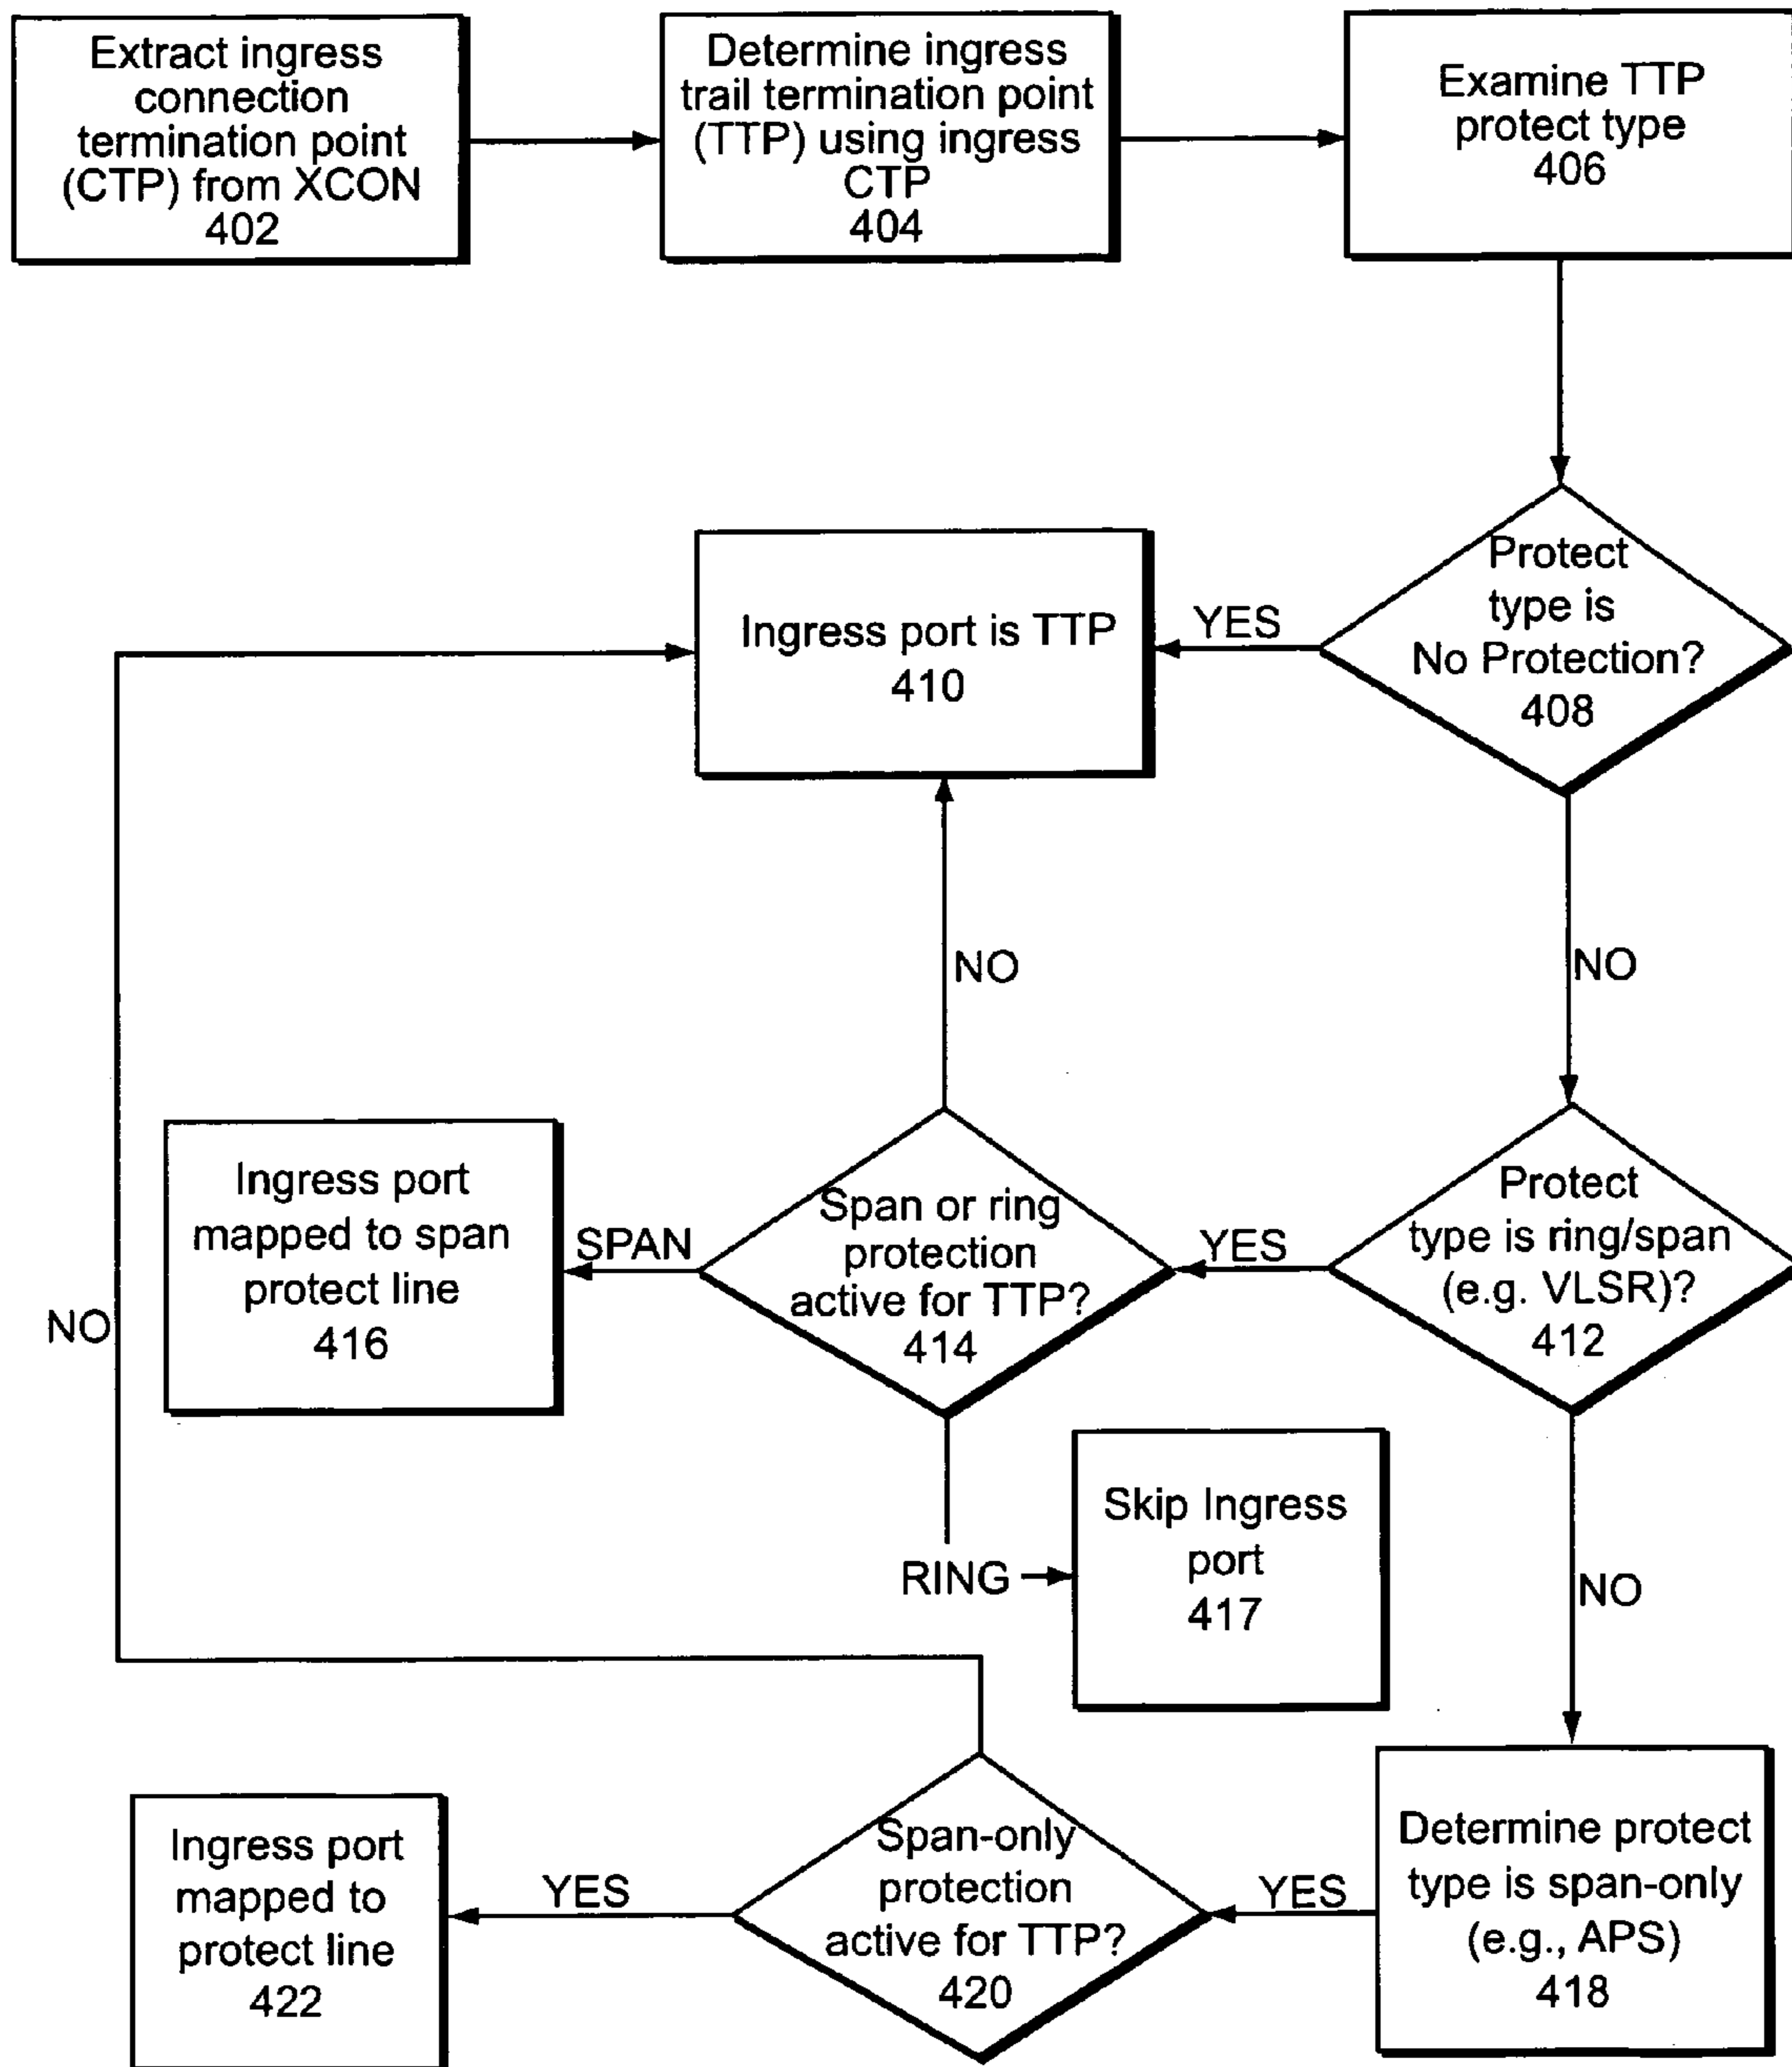 Extract ingress
connection
termination point
(CTP) from XCON
402
Determine ingress
trail termination point
(TTP) using ingress
CTP
404
Examine TTP
protect type
406
Protect
type is
No Protection?
408
YES
Ingress port is TTP
410
NO
NO
Protect
type is ring/span
(e.g. VLSR)?
412
YES
Span or ring
protection
active for TTP?
414
SPAN
Ingress port
mapped to span
protect line
416
NO
RING
Skip Ingress
port
417
NO
Determine protect
type is span-only
(e.g., APS)
418
YES
Span-only
protection
active for TTP?
420
YES
Ingress port
mapped to
protect line
422